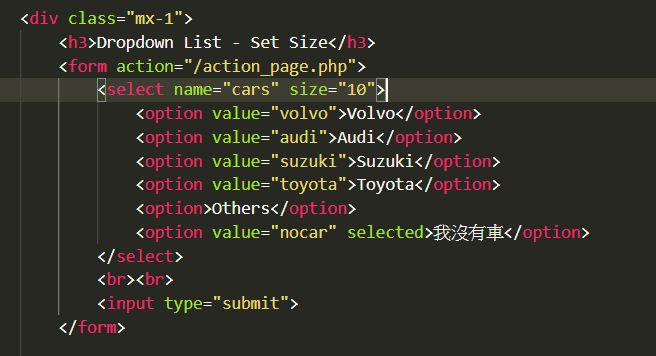 <div class="mx-1">
<h3>Dropdown List - Set Size</h3>
<form action="/action_page.php">
<select name="cars" size="10">
<option value="volvo">Volvo</option>
<option value="audi">Audi</option>
<option value="suzuki">Suzuki</option>
<option value="toyota">Toyota</option>
<option>Others</option>
<option value="nocar" selected>我沒有車</option>
</select>
<br><br>
<input type="submit">
</form>